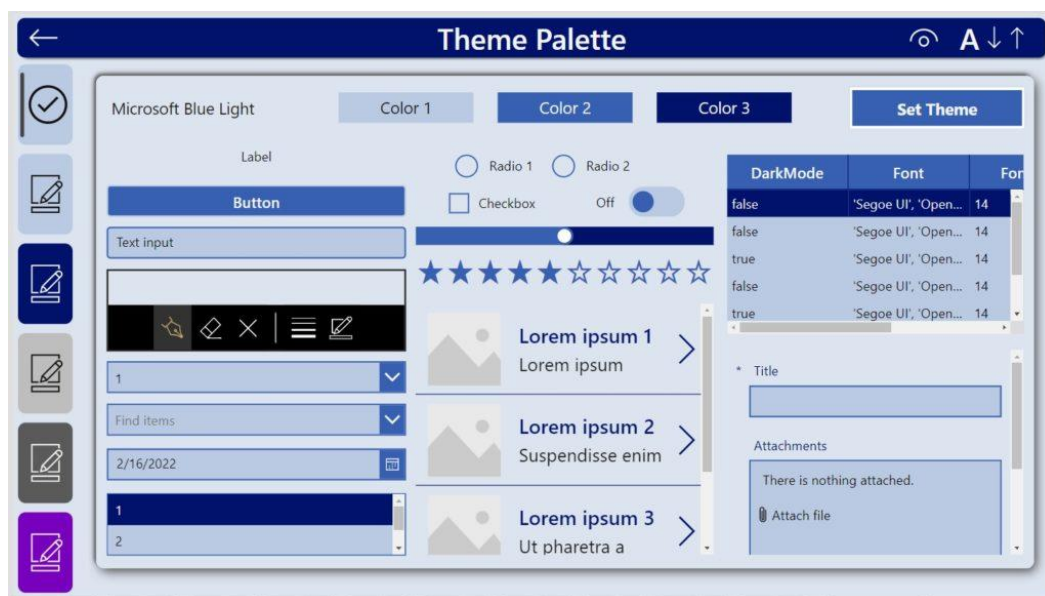 Theme Palette
A
Microsoft Blue Light
Color 1
Color 2
Color 3
Set Theme
Label
Button
Text input
1
Find items
2/16/2022
1
2
Radio 1
Radio 2
Checkbox
Off
Lorem ipsum 1
Lorem ipsum
Lorem ipsum 2
Suspendisse enim
Lorem ipsum 3
Ut pharetra a
DarkMode Font For
false 'Segoe UI', 'Open... 14
false 'Segoe UI', 'Open... 14
true 'Segoe UI', 'Open... 14
false 'Segoe UI', 'Open... 14
true 'Segoe UI', 'Open... 14
* Title
Attachments
There is nothing attached.
Attach file